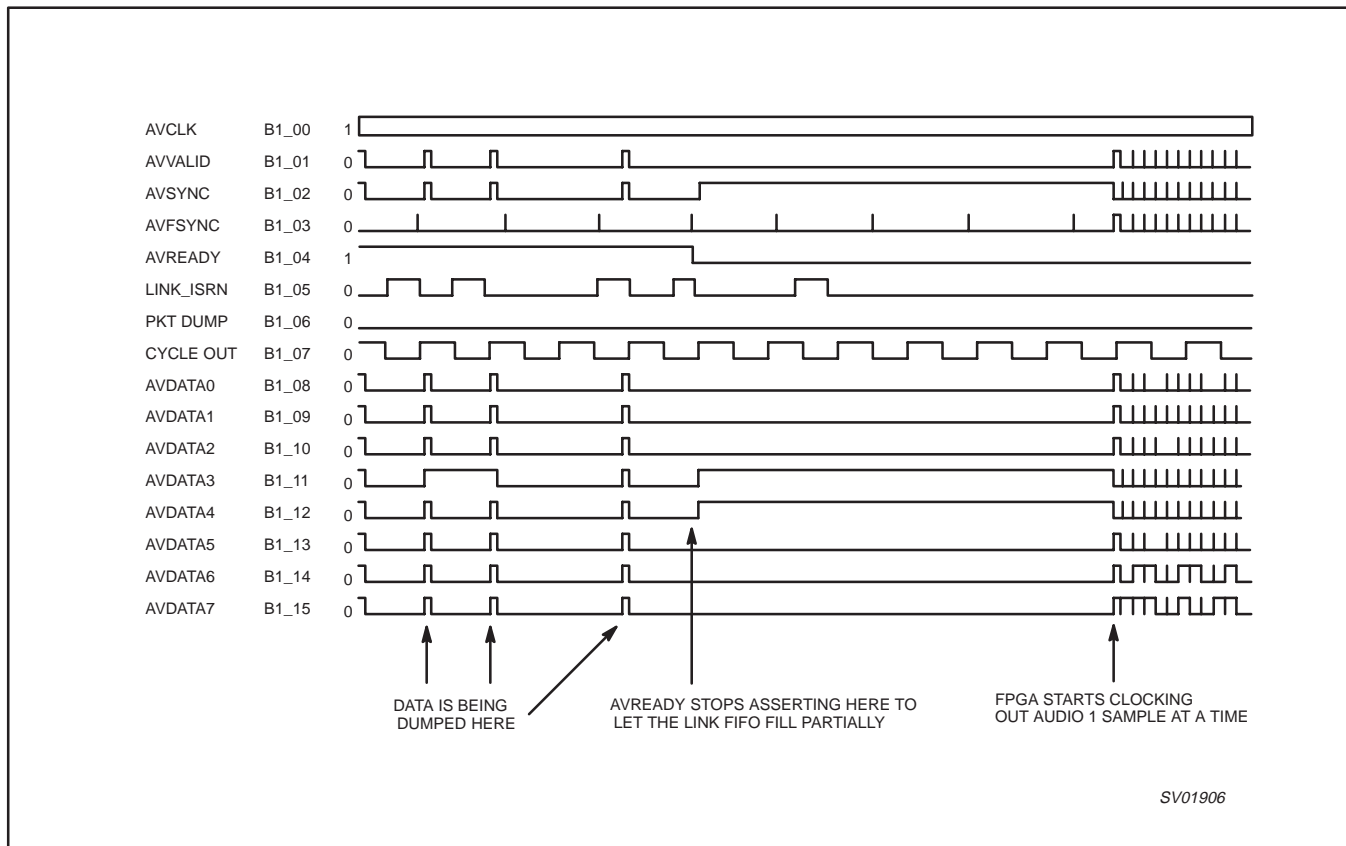 AVCLK B1_00 1
AVVALID B1_01 0
AVSYNC B1_02 0
AVFSYNC B1_03 0
AVREADY B1_04 1
LINK_ISRN B1_05 0
PKT DUMP B1_06 0
CYCLE OUT B1_07 0
AVDATA0 B1_08 0
AVDATA1 B1_09 0
AVDATA2 B1_10 0
AVDATA3 B1_11 0
AVDATA4 B1_12 0
AVDATA5 B1_13 0
AVDATA6 B1_14 0
AVDATA7 B1_15 0
DATA IS BEING
DUMPED HERE
AVREADY STOPS ASSERTING HERE TO
LET THE LINK FIFO FILL PARTIALLY
FPGA STARTS CLOCKING
OUT AUDIO 1 SAMPLE AT A TIME
SV01906